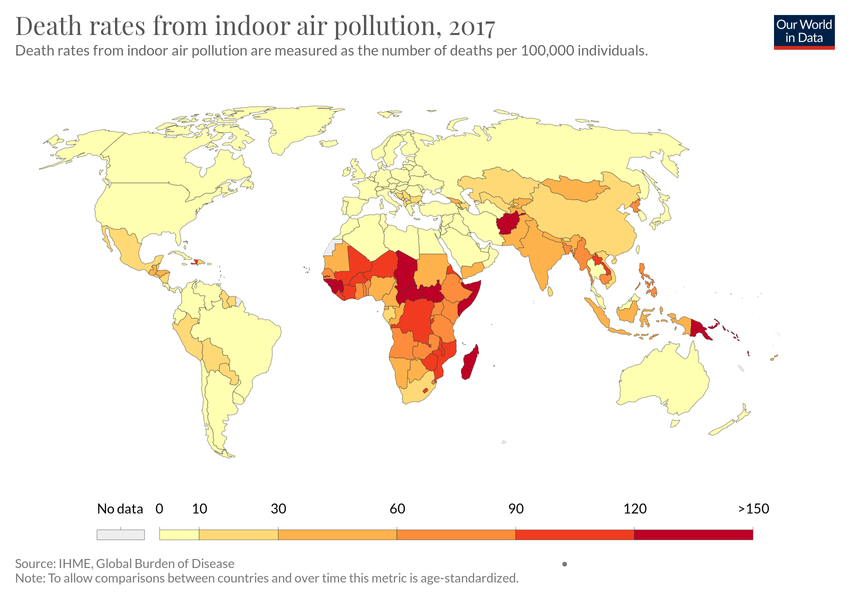 Death rates from indoor air pollution, 2017
Our World
in Data
Death rates from indoor air pollution are measured as the number of deaths per 100,000 individuals.
No data 0 10 30 60 90 120 >150
Source: IHME, Global Burden of Disease
Note: To allow comparisons between countries and over time this metric is age-standardized.